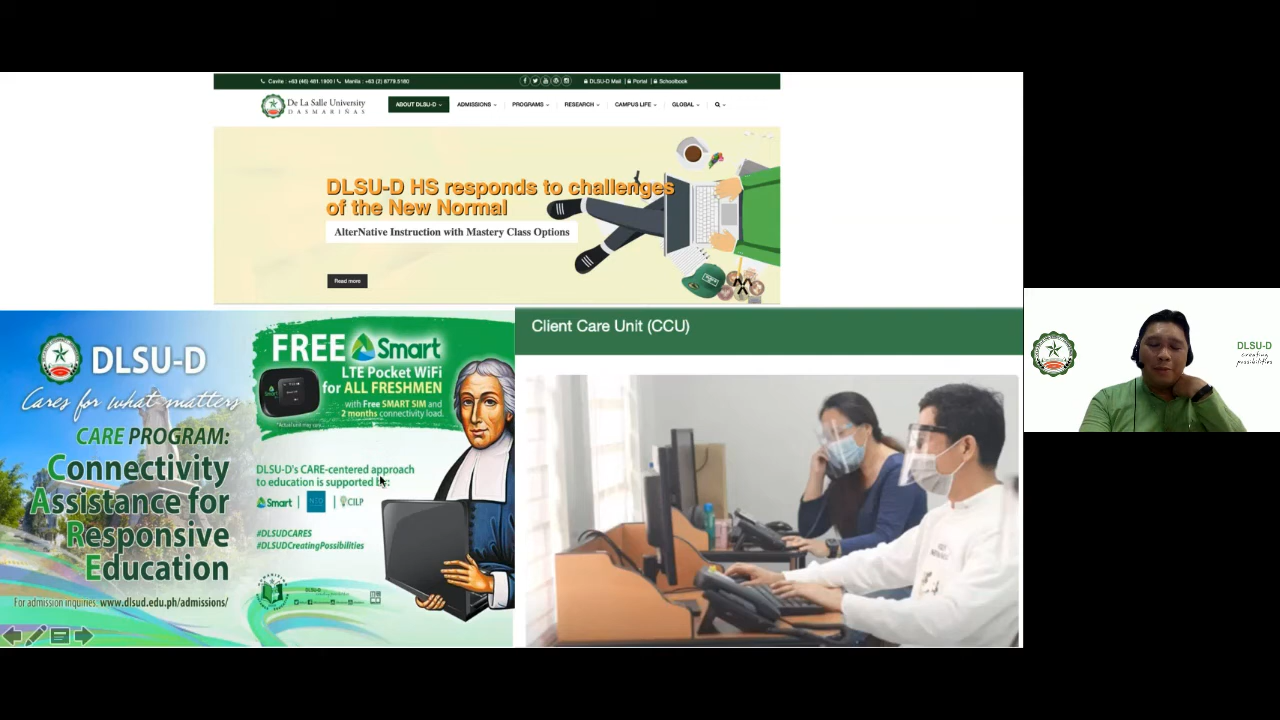 Cavite : +63 (46) 481.1900 | Manila : +63 (2) 8779.5180
DLSU-D Mail | Portal | Schoolbook
De La Salle University
DASMARIÑAS
ABOUT DLSU-D
ADMISSIONS
PROGRAMS
RESEARCH
CAMPUS LIFE
GLOBAL
DLSU-D HS responds to challenges
of the New Normal
AlterNative Instruction with Mastery Class Options
Read more
DLSU-D
Cares for what matters
CARE PROGRAM:
Connectivity
Assistance for
Responsive
Education
For admission inquiries: www.dlsud.edu.ph/admissions/
FREE Smart
LTE Pocket WiFi
for ALL FRESHMEN
with Free SMART SIM and
2 months connectivity load.
*Actual unit may
DLSU-D's CARE-centered approach
to education is supported by:
Smart | | CILP
#DLSUDCARES
#DLSUDCreatingPossibilities
Client Care Unit (CCU)
DLSU-D
creating
possibilities